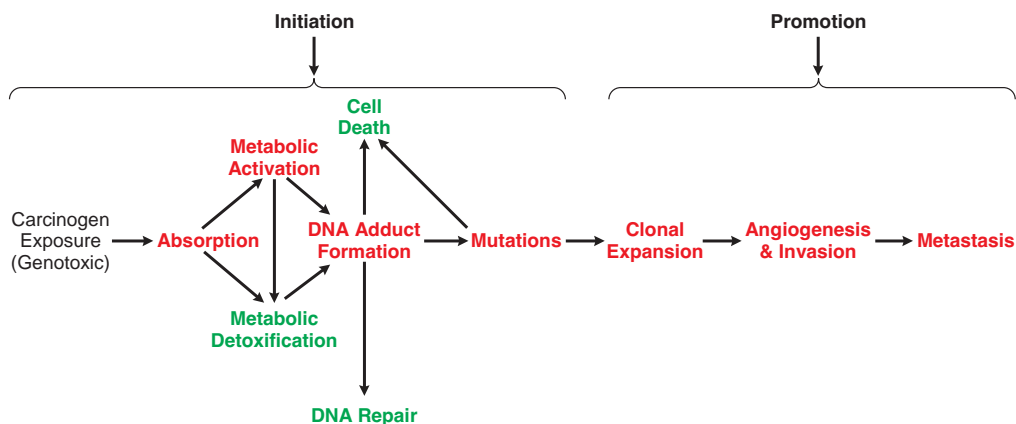 Initiation
Promotion
Cell
Death
Metabolic
Activation
Carcinogen
Exposure
(Genotoxic)
Absorption
DNA Adduct
Formation
Mutations
Clonal
Expansion
Angiogenesis
& Invasion
Metastasis
Metabolic
Detoxification
DNA Repair